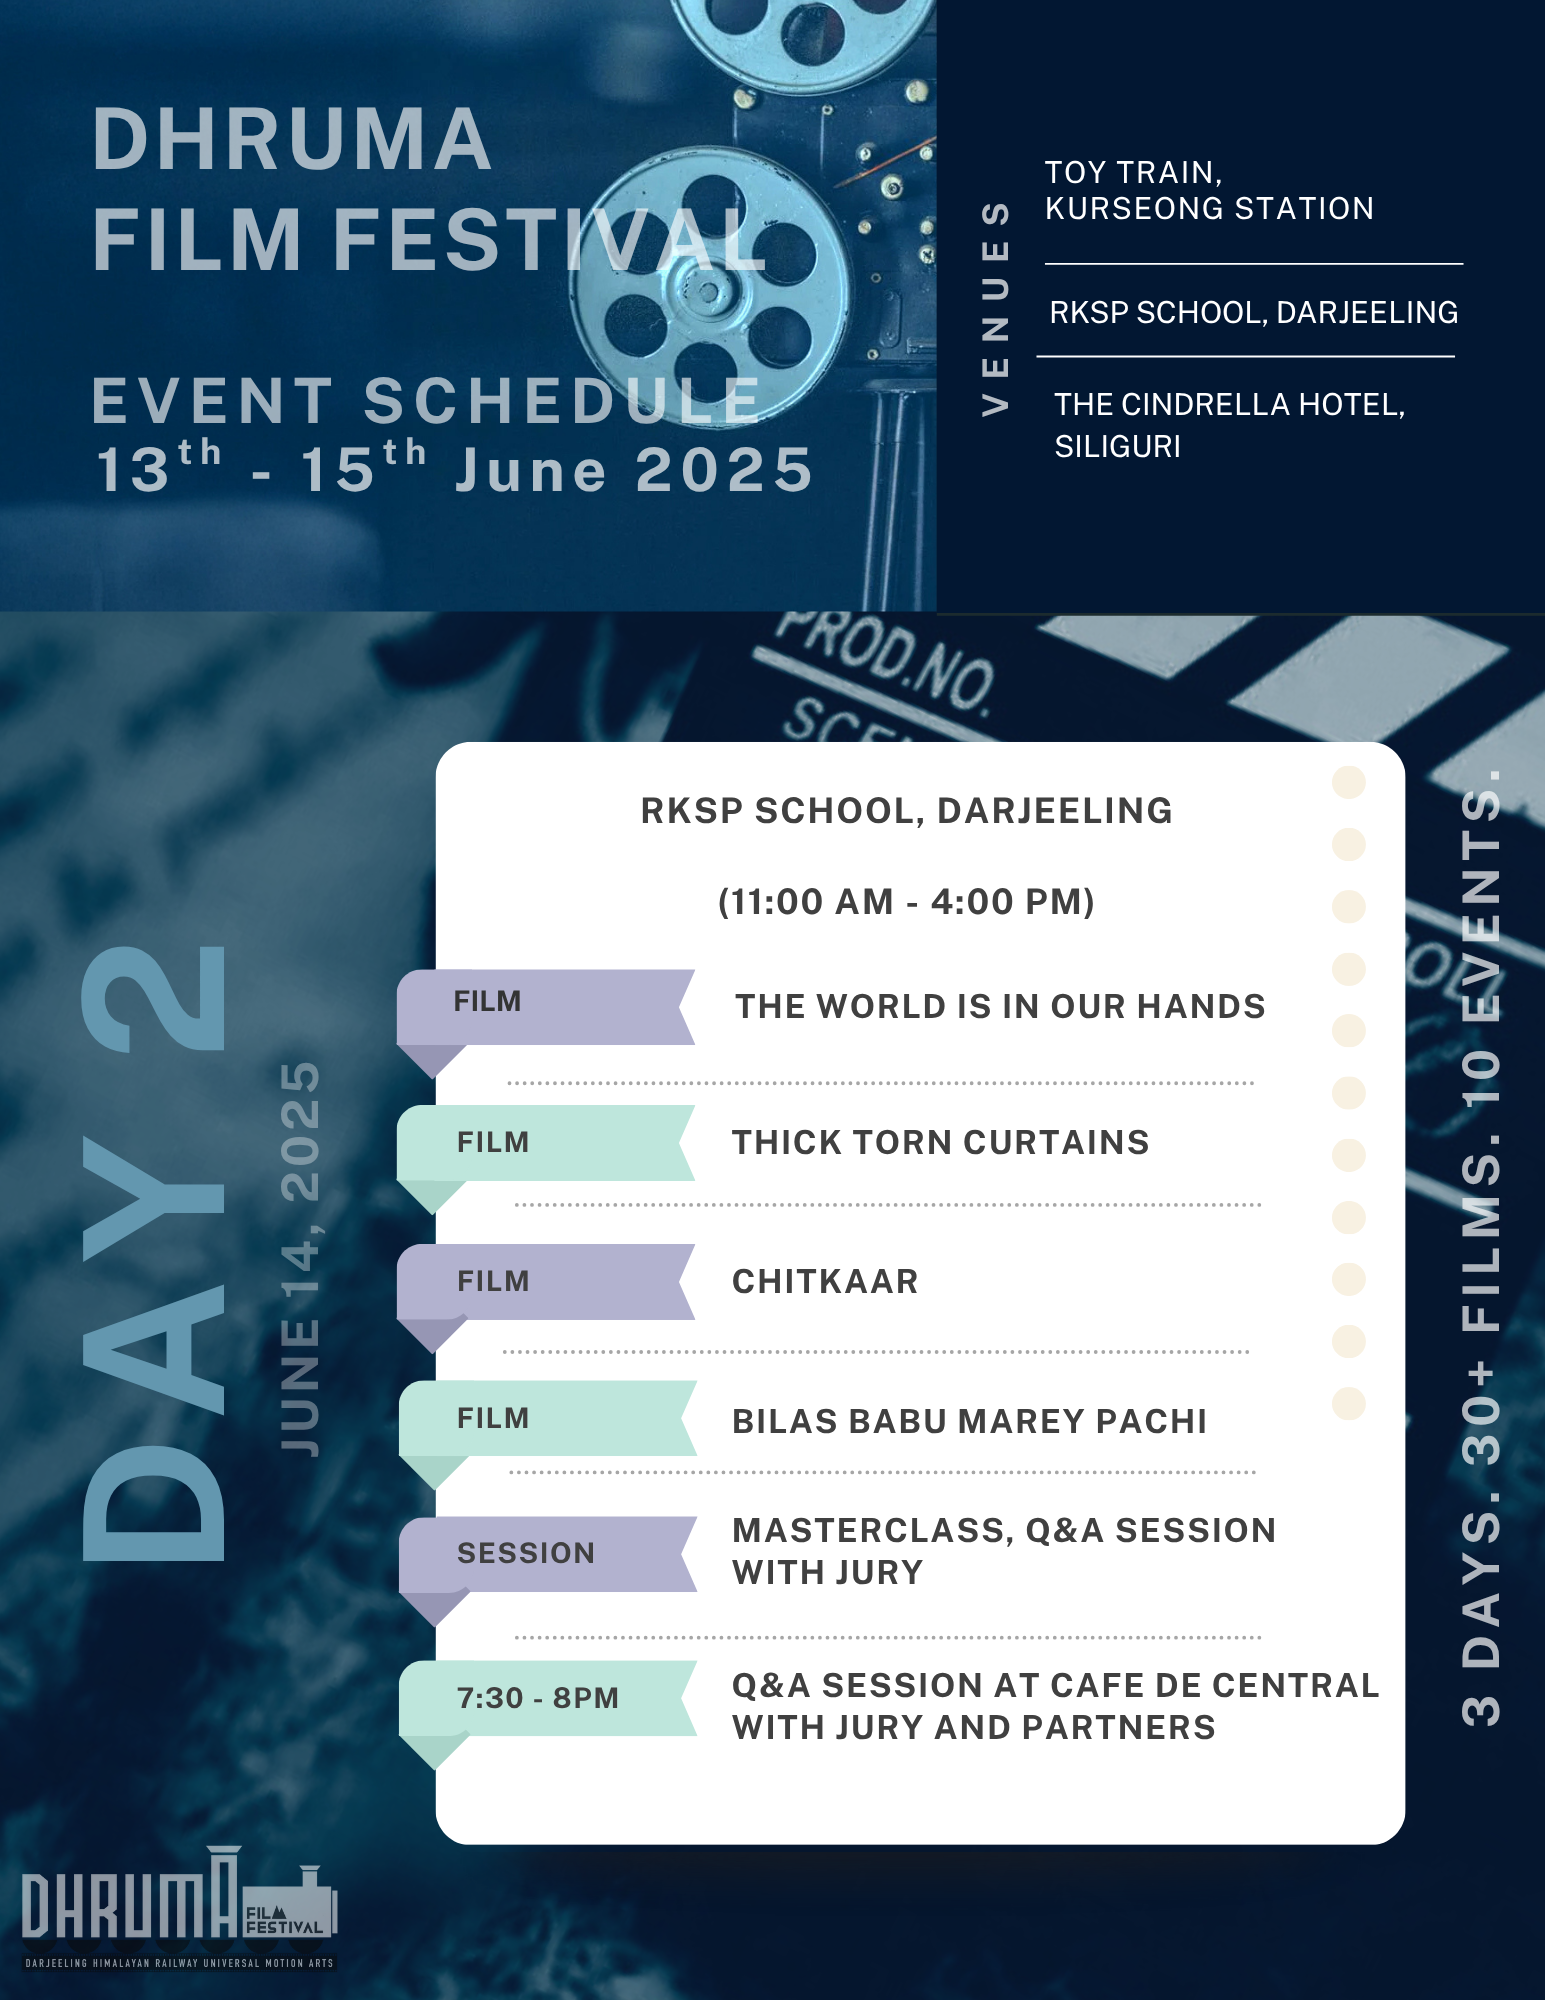 DHRUMA
FILM FESTIVAL
EVENT SCHEDULE
13th - 15th June 2025
VENUES
TOY TRAIN,
KURSEONG STATION
RKSP SCHOOL, DARJEELING
THE CINDRELLA HOTEL,
SILIGURI
PROD.NO.
DAY 2
JUNE 14, 2025
RKSP SCHOOL, DARJEELING
(11:00 AM - 4:00 PM)
FILM THE WORLD IS IN OUR HANDS
FILM THICK TORN CURTAINS
FILM CHITKAAR
FILM BILAS BABU MAREY PACHI
SESSION MASTERCLASS, Q&A SESSION
WITH JURY
7:30 - 8PM Q&A SESSION AT CAFE DE CENTRAL
WITH JURY AND PARTNERS
3 DAYS. 30+ FILMS. 10 EVENTS.
DHRUMA
FILM
FESTIVAL
DARJEELING HIMALAYAN RAILWAY UNIVERSAL MOTION ARTS